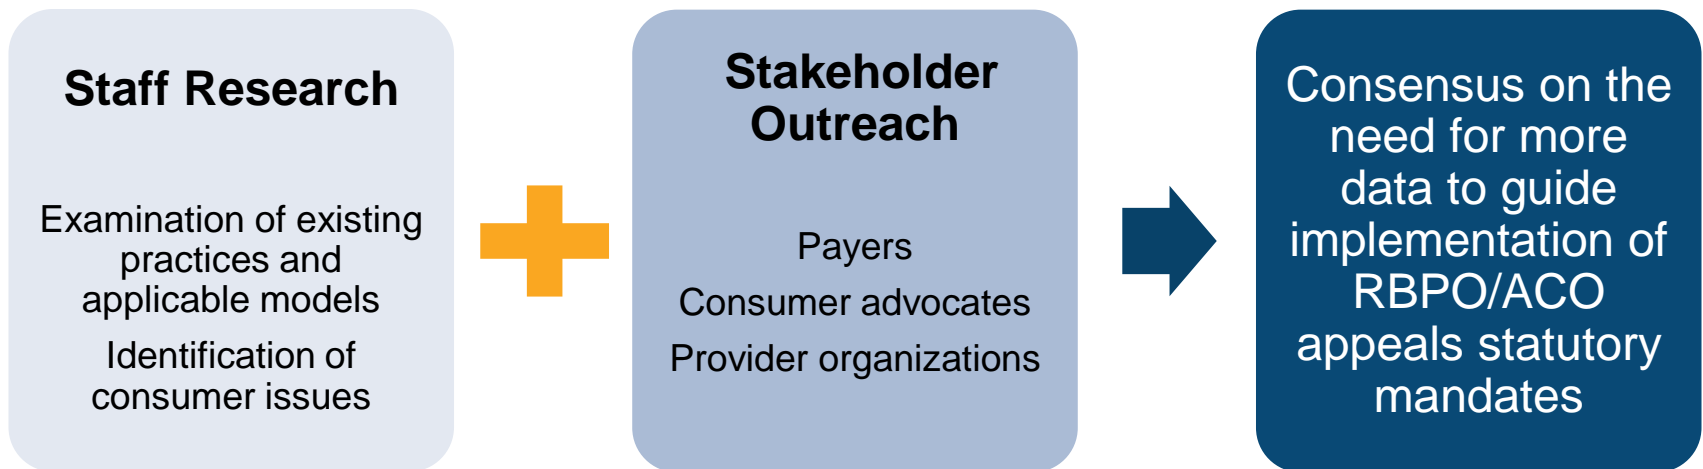 Staff Research
Examination of existing
practices and
applicable models
Identification of
consumer issues
Stakeholder
Outreach
Payers
Consumer advocates
Provider organizations
Consensus on the
need for more
data to guide
implementation of
RBPO/ACO
appeals statutory
mandates